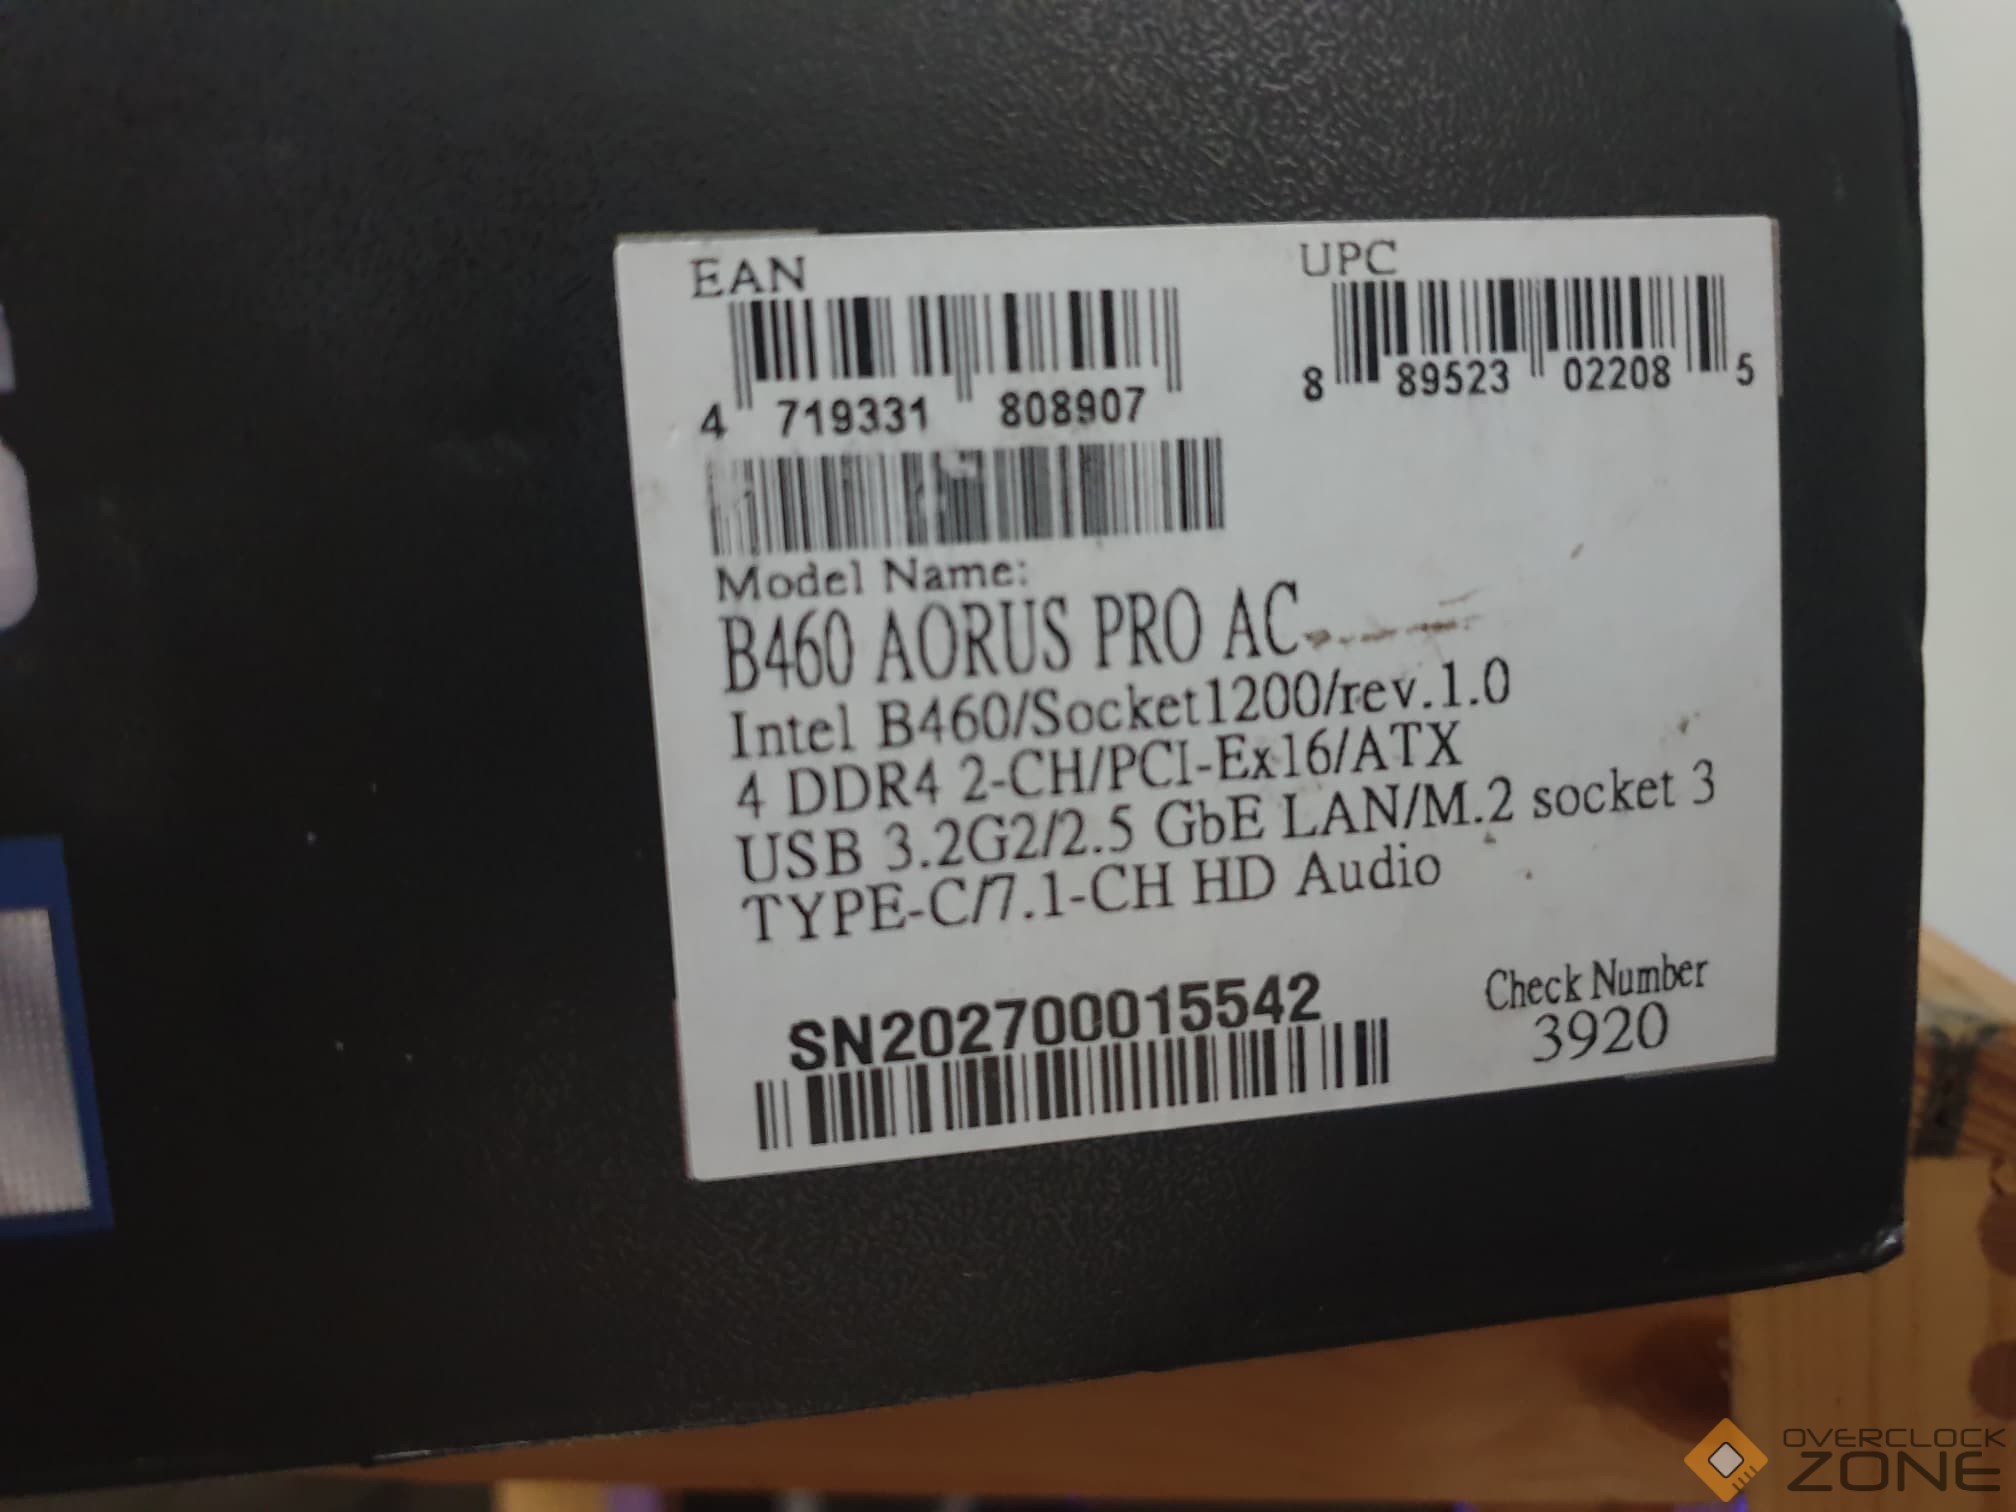 EAN
UPC
4 719331 808907
8 89523 02208 5
Model Name:
B460 AORUS PRO AC
Intel B460/Socket1200/rev.1.0
4 DDR4 2-CH/PCI-Ex16/ATX
USB 3.2G2/2.5 GbE LAN/M.2 socket 3
TYPE-C/7.1-CH HD Audio
SN202700015542
Check Number
3920
OVERCLOCK
ZONE